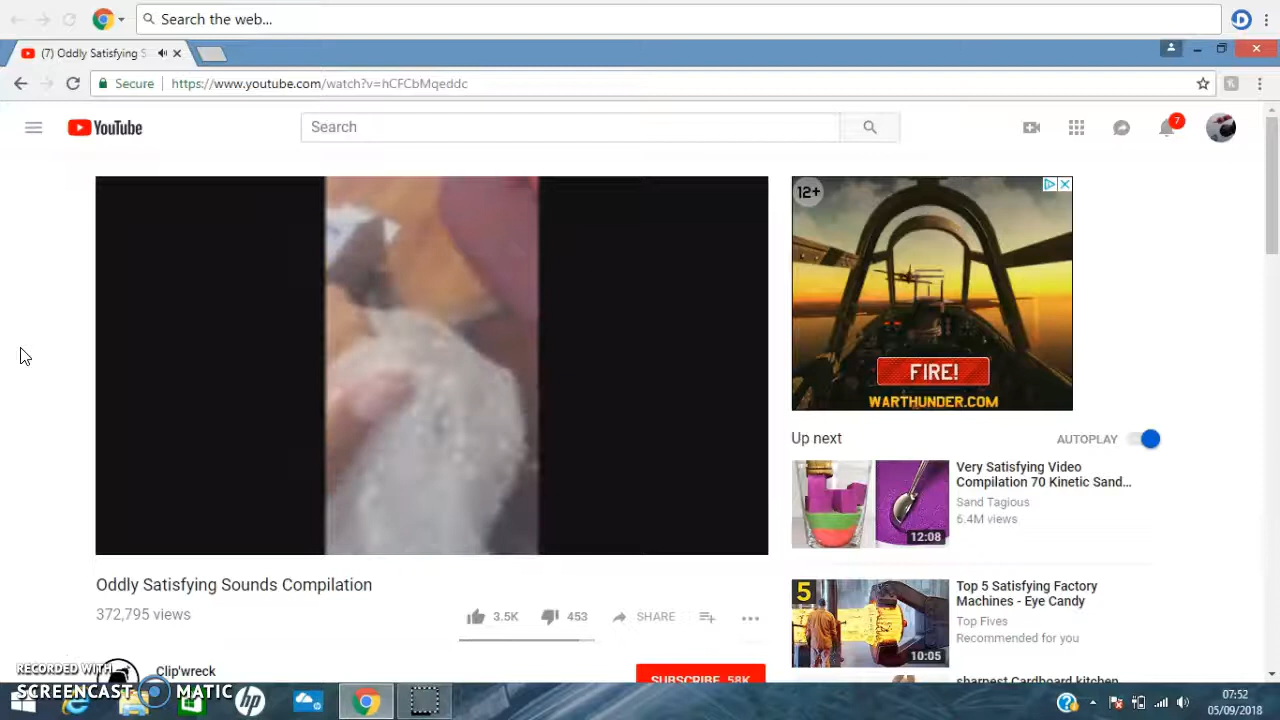 Search the web...
(7) Oddly Satisfying S
Secure
https://www.youtube.com/watch?v=hCFCbMqeddc
YouTube
Search
7
12+
FIRE!
WARTHUNDER.COM
Up next
AUTOPLAY
Very Satisfying Video
Compilation 70 Kinetic Sand...
Sand Tagious
6.4M views
12:08
Oddly Satisfying Sounds Compilation
372,795 views
3.5K
453
SHARE
5
Top 5 Satisfying Factory
Machines - Eye Candy
Top Fives
Recommended for you
10:05
Clip'wreck
SUBSCRIBE 58K
sharpest Cardboard kitchen
RECORDED WITH
SCREENCAST MATIC
hp
07:52
05/09/2018